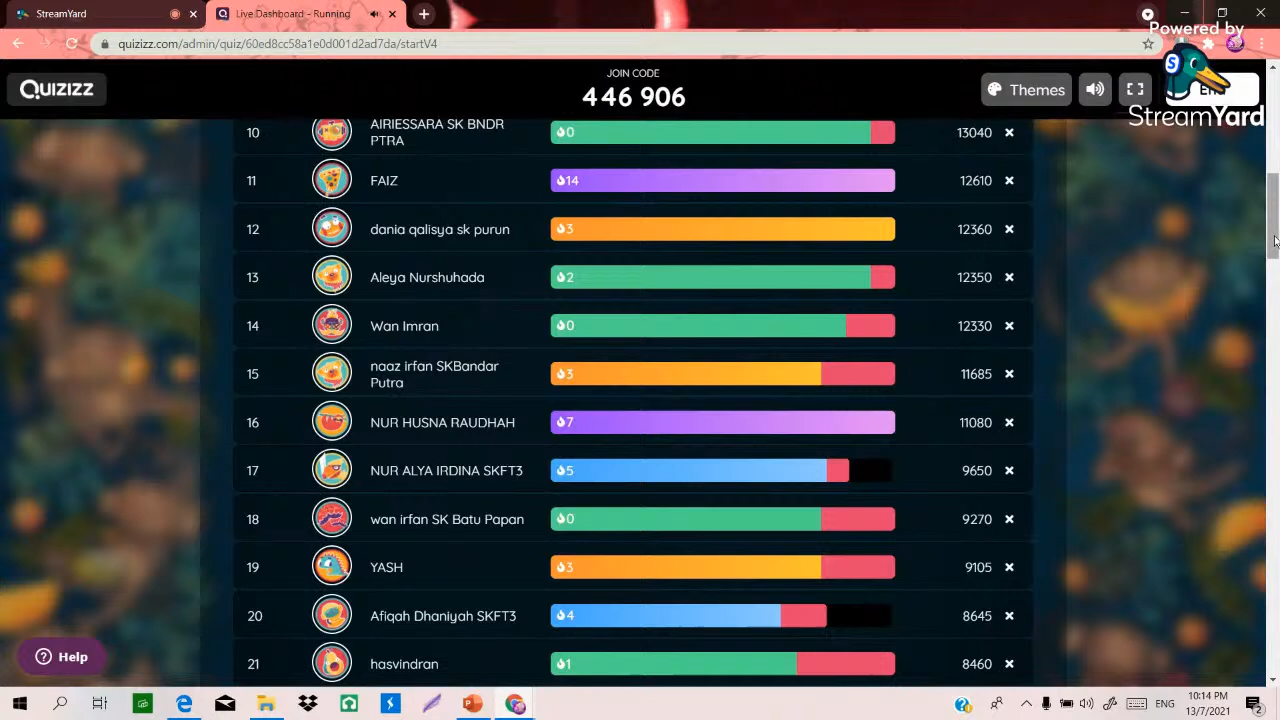 StreamYard
Live Dashboard - Running
quizizz.com/admin/quiz/60ed8cc58a1e0d001d2ad7da/startV4
Powered by
StreamYard
QUIZIZZ
JOIN CODE
446 906
Themes
10 AIRIESSARA SK BNDR PTRA 0 13040
11 FAIZ 14 12610
12 dania qalisya sk purun 3 12360
13 Aleya Nurshuhada 2 12350
14 Wan Imran 0 12330
15 naaz irfan SKBandar Putra 3 11685
16 NUR HUSNA RAUDHAH 7 11080
17 NUR ALYA IRDINA SKFT3 5 9650
18 wan irfan SK Batu Papan 0 9270
19 YASH 3 9105
20 Afiqah Dhaniyah SKFT3 4 8645
21 hasvindran 1 8460
Help
ENG
10:14 PM
13/7/2021
2